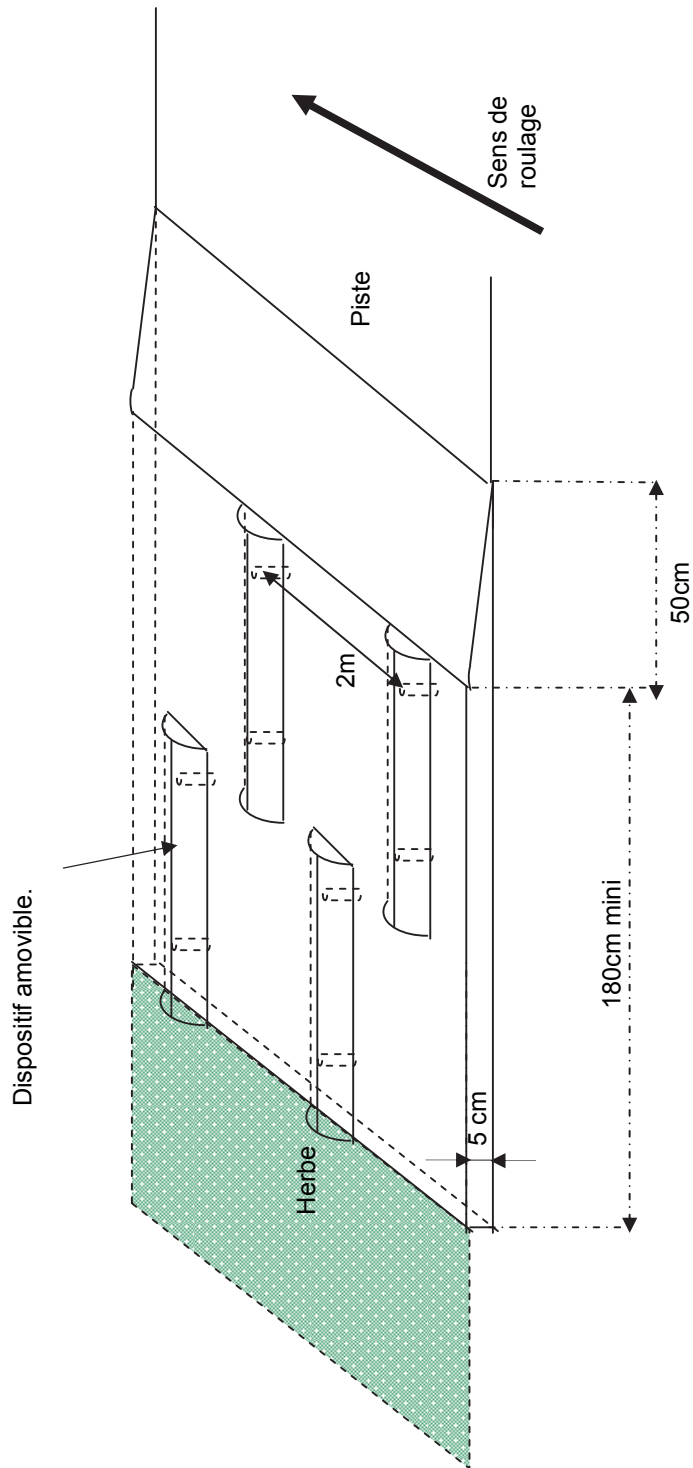 Dispositif amovible.
Herbe
5 cm
180cm mini
2m
50cm
Piste
Sens de
roulage